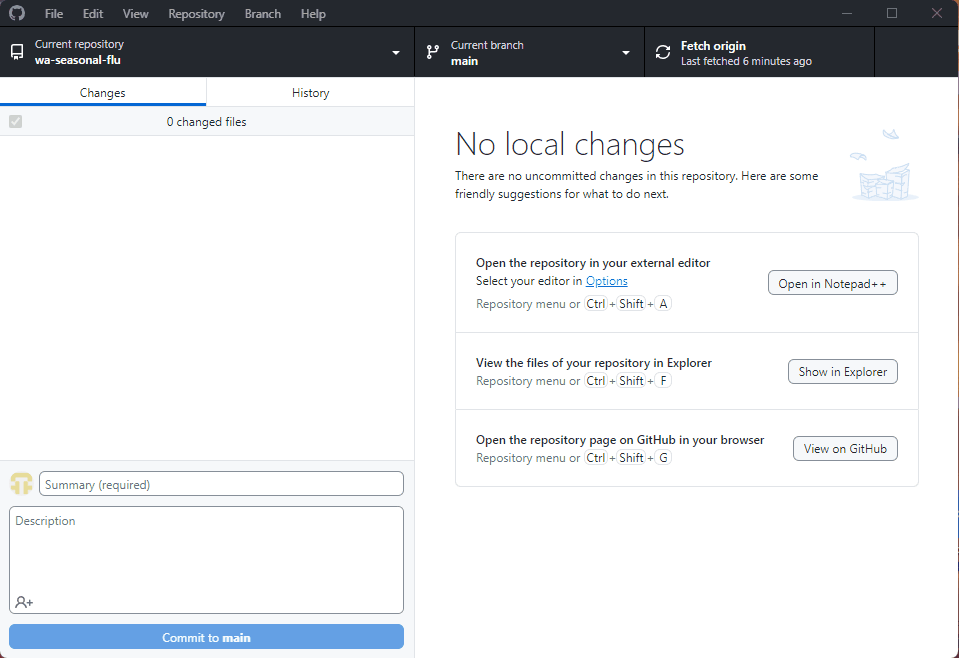 File Edit View Repository Branch Help
Current repository
wa-seasonal-flu
Current branch
main
Fetch origin
Last fetched 6 minutes ago
Changes
History
0 changed files
No local changes
There are no uncommitted changes in this repository. Here are some
friendly suggestions for what to do next.
Open the repository in your external editor
Select your editor in Options
Repository menu or Ctrl + Shift + A
Open in Notepad++
View the files of your repository in Explorer
Repository menu or Ctrl + Shift + F
Show in Explorer
Open the repository page on GitHub in your browser
Repository menu or Ctrl + Shift + G
View on GitHub
Summary (required)
Description
Commit to main